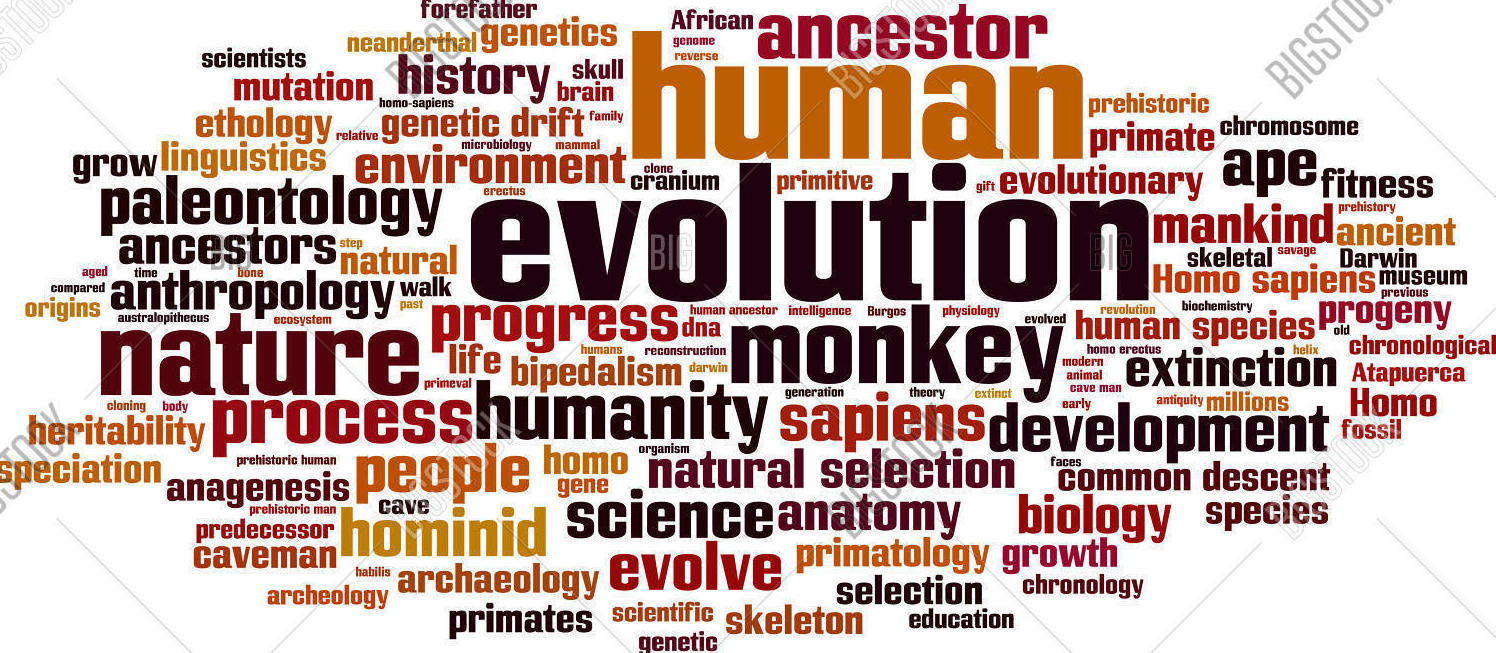 forefather
neanderthal genetics African ancestor
genome
scientists history skull human reverse
mutation brain
homo-sapiens prehistoric
ethology relative genetic drift family primate chromosome
microbiology mammal
grow linguistics environment clone ape
erectus cranium primitive gift evolutionary fitness
paleontology evolution prehistory
mankind ancient
ancestors step natural skeletal savage Darwin
aged time bone Homo sapiens museum
compared anthropology walk previous
origins past progress human ancestor intelligence Burgos physiology revolution biochemistry progeny
australopithecus ecosystem dna monkey evolved human species old
nature life humans reconstruction homo erectus helix chronological
primeval bipedalism darwin modern extinction Atapuerca
animal
cave man
cloning body process humanity generation theory extinct early antiquity millions Homo
heritability sapiens development fossil
organism
speciation prehistoric human people homo natural selection faces common descent
anagenesis gene
prehistoric man cave science anatomy biology species
predecessor hominid
caveman evolve primatology growth
habilis archaeology chronology
archeology selection
primates scientific skeleton education
genetic
BIGSTOCK
BIGSTOCK
BIG
BIG